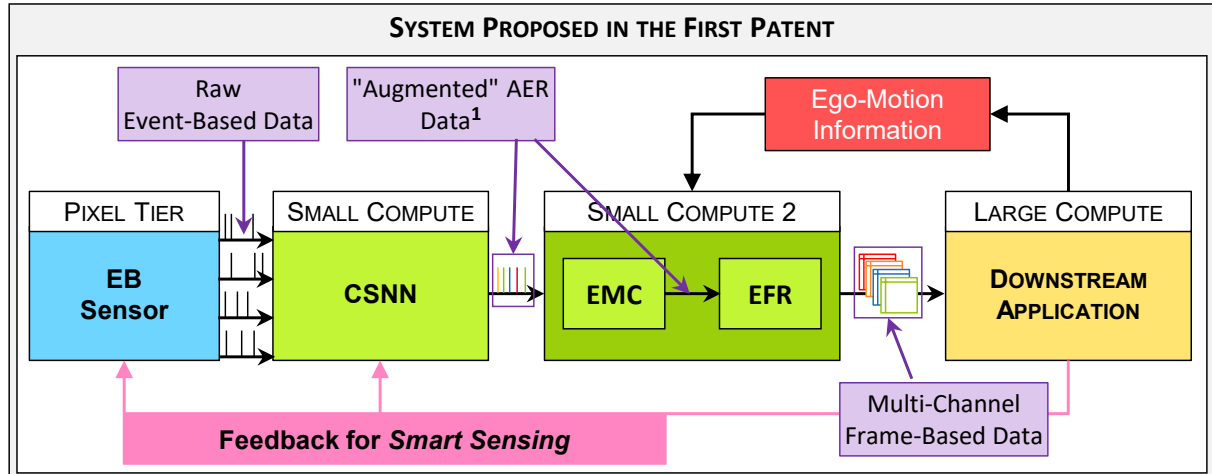 SYSTEM PROPOSED IN THE FIRST PATENT
Raw
Event-Based Data
"Augmented" AER
Data1
Ego-Motion
Information
PIXEL TIER
SMALL COMPUTE
SMALL COMPUTE 2
LARGE COMPUTE
EB
Sensor
CSNN
EMC
EFR
DOWNSTREAM
APPLICATION
Feedback for Smart Sensing
Multi-Channel
Frame-Based Data